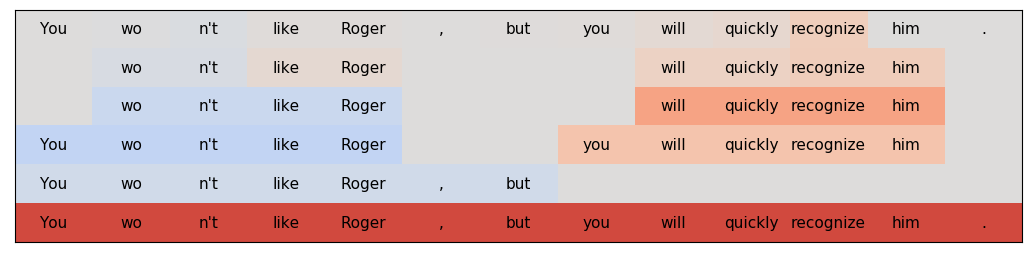 You wo n't like Roger , but you will quickly recognize him .
wo n't like Roger will quickly recognize him
wo n't like Roger will quickly recognize him
You wo n't like Roger you will quickly recognize him
You wo n't like Roger , but
You wo n't like Roger , but you will quickly recognize him .